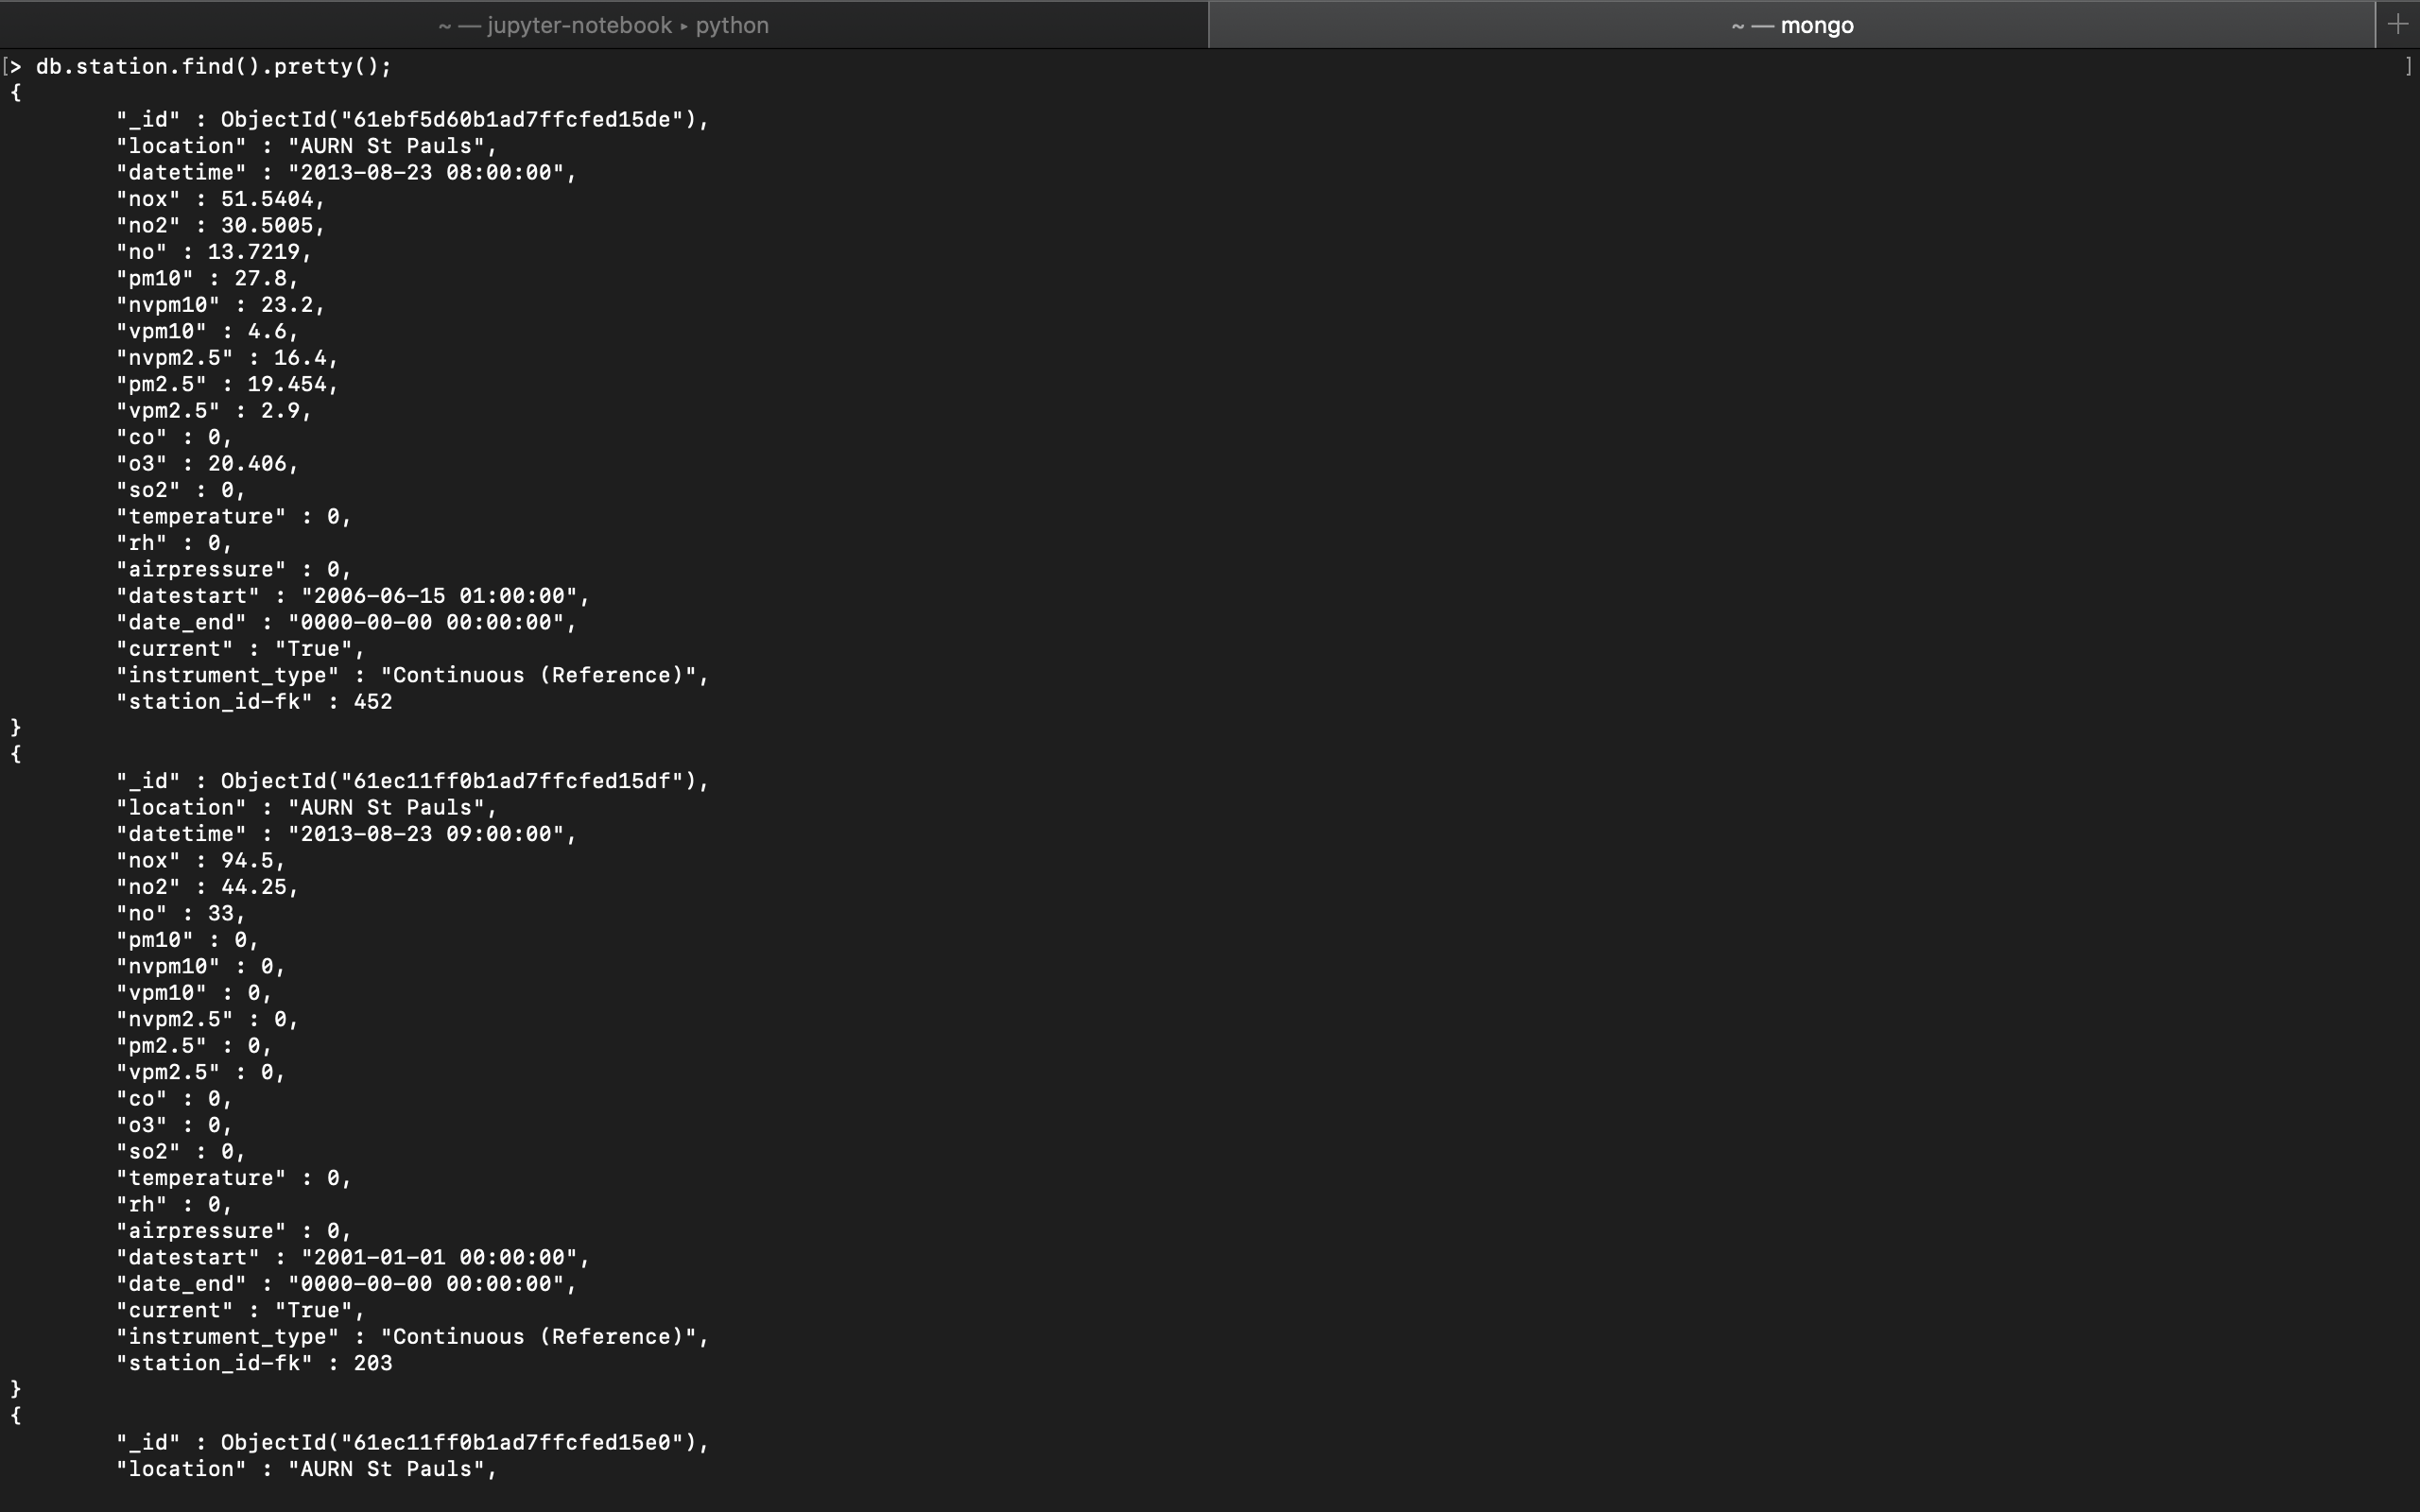 ~ — jupyter-notebook ▸ python
~ — mongo
[> db.station.find().pretty(); ]
{
"_id" : ObjectId("61ebf5d60b1ad7ffcfed15de"),
"location" : "AURN St Pauls",
"datetime" : "2013-08-23 08:00:00",
"nox" : 51.5404,
"no2" : 30.5005,
"no" : 13.7219,
"pm10" : 27.8,
"nvpm10" : 23.2,
"vpm10" : 4.6,
"nvpm2.5" : 16.4,
"pm2.5" : 19.454,
"vpm2.5" : 2.9,
"co" : 0,
"o3" : 20.406,
"so2" : 0,
"temperature" : 0,
"rh" : 0,
"airpressure" : 0,
"datestart" : "2006-06-15 01:00:00",
"date_end" : "0000-00-00 00:00:00",
"current" : "True",
"instrument_type" : "Continuous (Reference)",
"station_id-fk" : 452
}
{
"_id" : ObjectId("61ec11ff0b1ad7ffcfed15df"),
"location" : "AURN St Pauls",
"datetime" : "2013-08-23 09:00:00",
"nox" : 94.5,
"no2" : 44.25,
"no" : 33,
"pm10" : 0,
"nvpm10" : 0,
"vpm10" : 0,
"nvpm2.5" : 0,
"pm2.5" : 0,
"vpm2.5" : 0,
"co" : 0,
"o3" : 0,
"so2" : 0,
"temperature" : 0,
"rh" : 0,
"airpressure" : 0,
"datestart" : "2001-01-01 00:00:00",
"date_end" : "0000-00-00 00:00:00",
"current" : "True",
"instrument_type" : "Continuous (Reference)",
"station_id-fk" : 203
}
{
"_id" : ObjectId("61ec11ff0b1ad7ffcfed15e0"),
"location" : "AURN St Pauls",